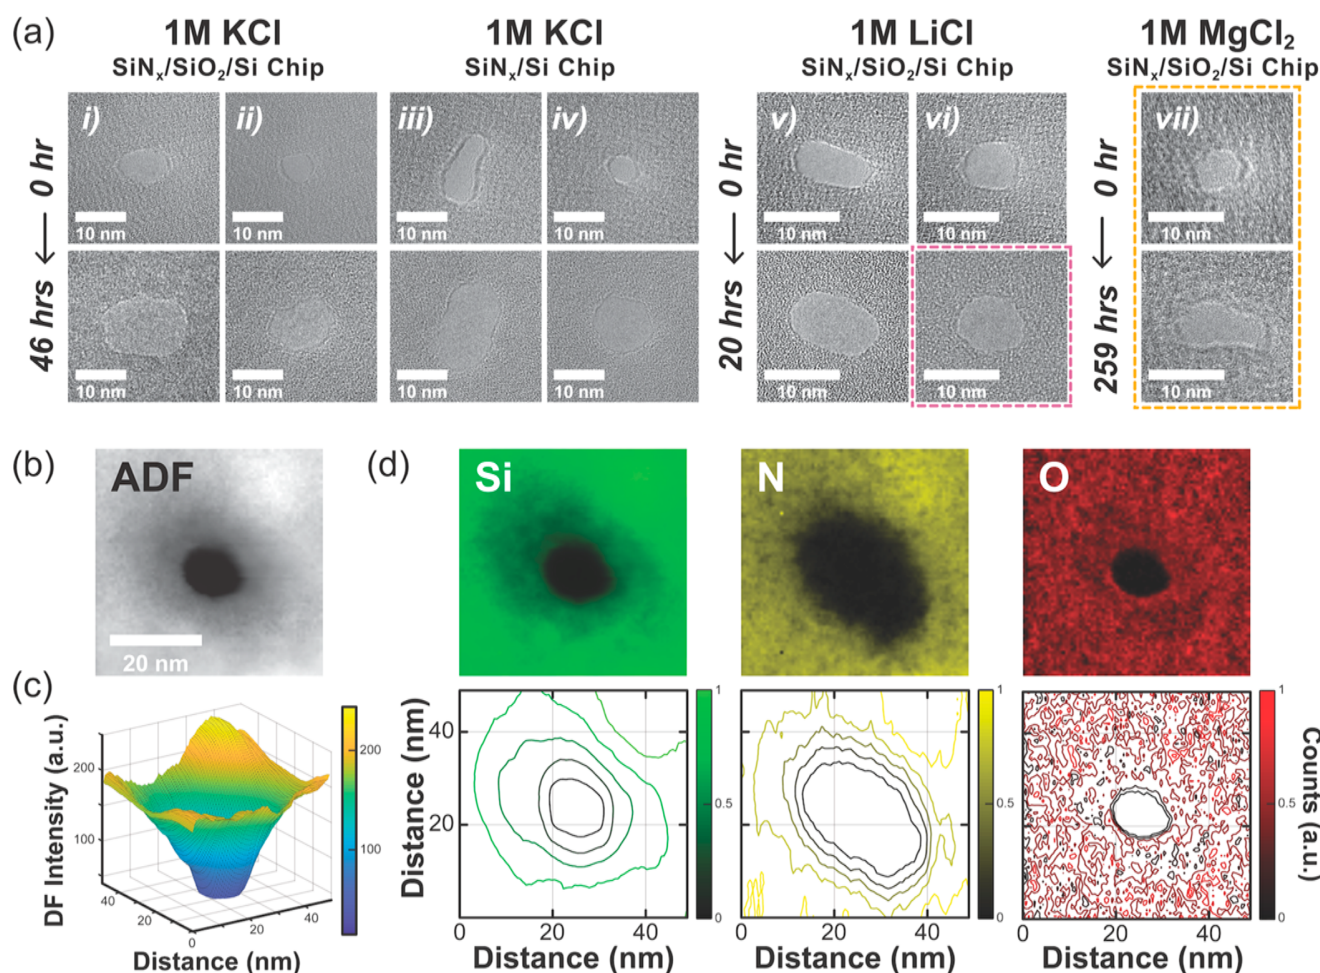 (a)
1M KCl
SiNₓ/SiO₂/Si Chip
1M KCl
SiNₓ/Si Chip
1M LiCl
SiNₓ/SiO₂/Si Chip
1M MgCl₂
SiNₓ/SiO₂/Si Chip
0 hr
46 hrs
i)
10 nm
ii)
10 nm
iii)
10 nm
iv)
10 nm
10 nm
10 nm
10 nm
10 nm
0 hr
20 hrs
v)
10 nm
vi)
10 nm
10 nm
10 nm
0 hr
259 hrs
vii)
10 nm
10 nm
(b)
ADF
20 nm
(c)
DF Intensity (a.u.)
200
100
40
20
0
20
40
Distance (nm)
200
100
(d)
Si
N
O
Distance (nm)
40
20
0
20
40
Distance (nm)
1
0.5
0
0
20
40
Distance (nm)
1
0.5
0
0
20
40
Distance (nm)
1
0.5
0
Counts (a.u.)